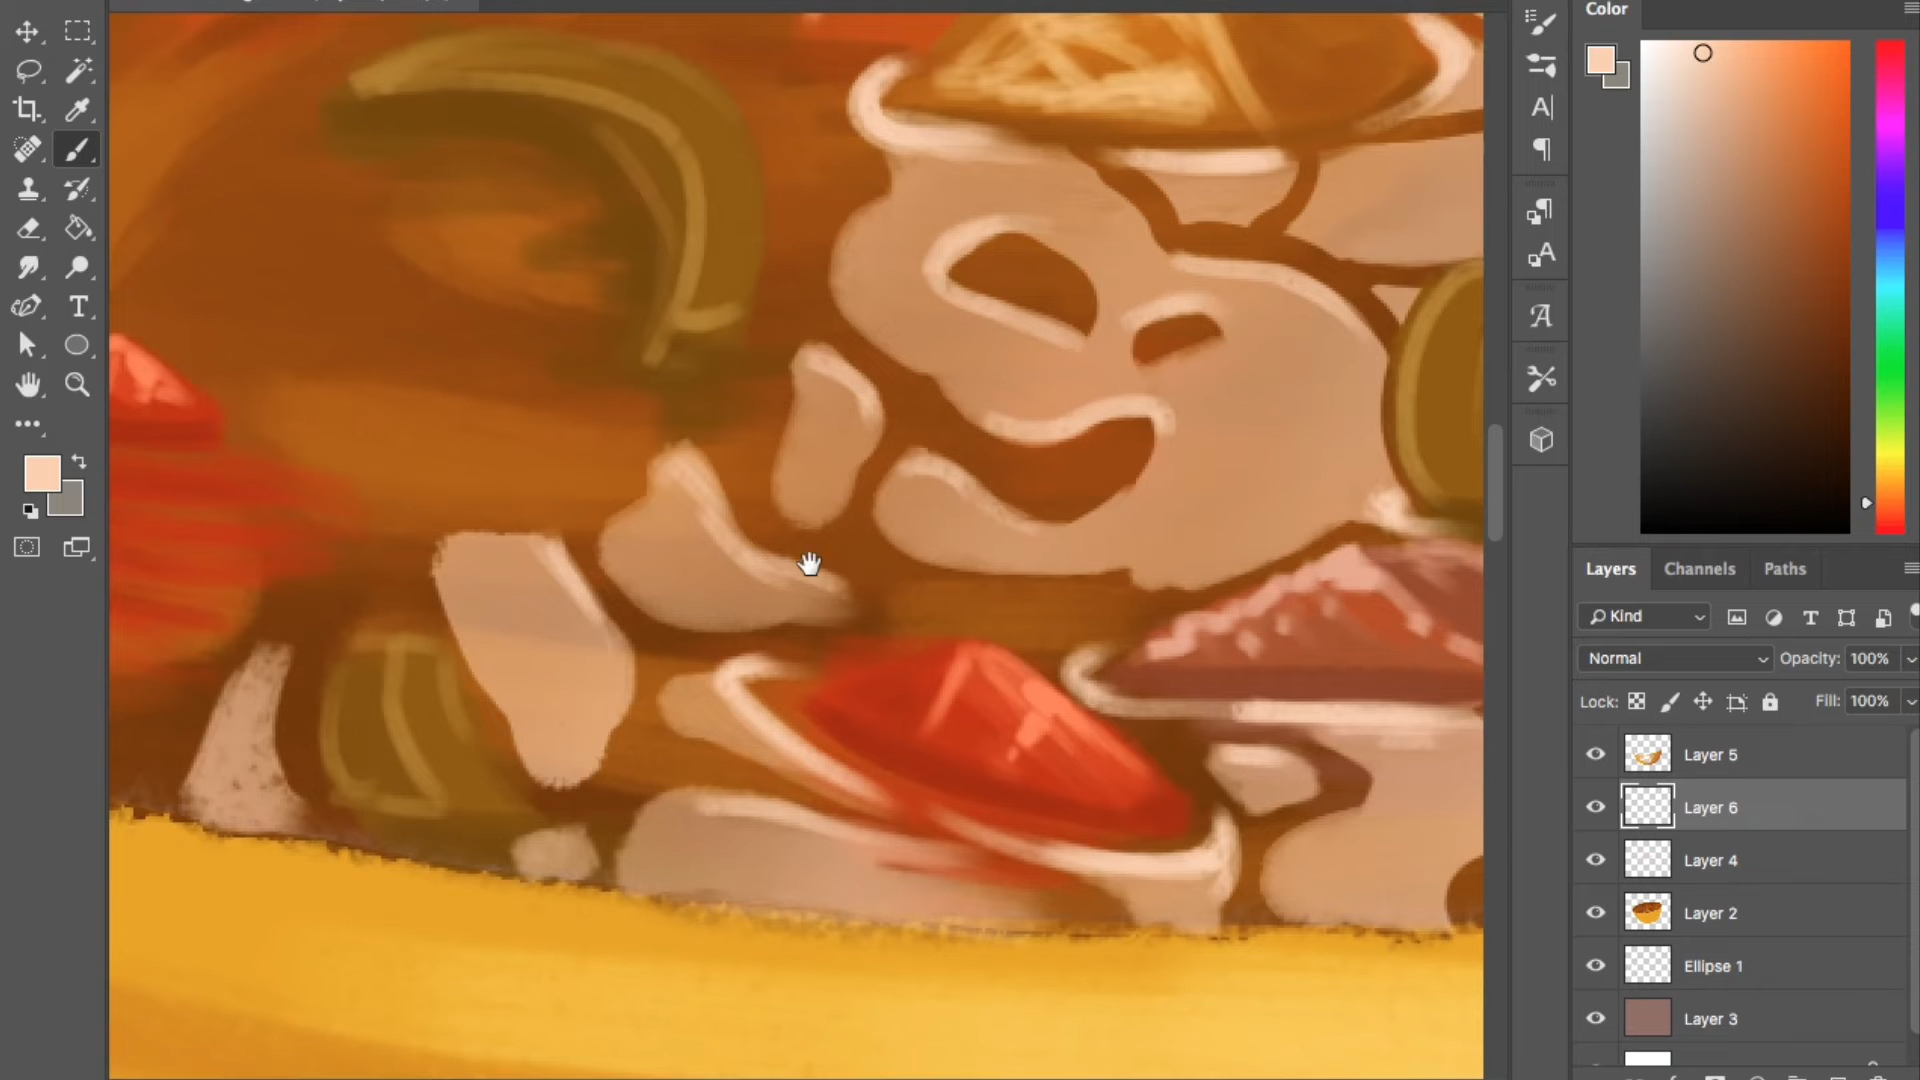 Color
Layers
Channels
Paths
Kind
Normal
Opacity: 100%
Lock:
Fill: 100%
Layer 5
Layer 6
Layer 4
Layer 2
Ellipse 1
Layer 3